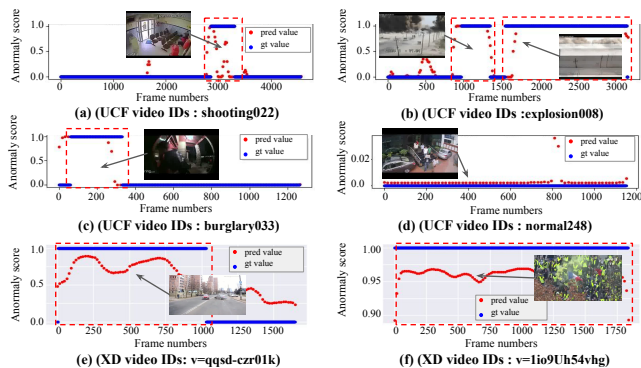 Anormaly score
1.0
0.5
0.0
pred value
gt value
0 1000 2000 3000 4000
Frame numbers
(a) (UCF video IDs : shooting022)
Anormaly score
1.0
0.5
0.0
pred value
gt value
0 500 1000 1500 2000 2500 3000
Frame numbers
(b) (UCF video IDs :explosion008)
Anormaly score
1.0
0.5
0.0
pred value
gt value
0 200 400 600 800 1000 1200
Frame numbers
(c) (UCF video IDs : burglary033)
Anormaly score
0.02
0.00
pred value
gt value
0 200 400 600 800 1000 1200
Frame numbers
(d) (UCF video IDs : normal248)
Anormaly score
1.0
0.5
0.0
pred value
gt value
0 250 500 750 1000 1250 1500
Frame numbers
(e) (XD video IDs: v=qqsd-czr01k)
Anormaly score
1.00
0.95
0.90
pred value
gt value
0 250 500 750 1000 1250 1500 1750
Frame numbers
(f) (XD video IDs : v=1io9Uh54vhg)